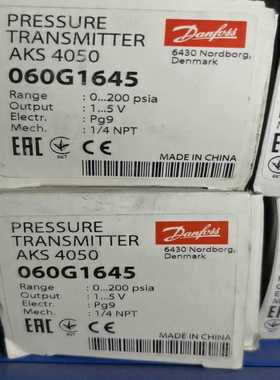 PRESSURE
TRANSMITTER
AKS 4050
060G1645
Range : 0...200 psia
Output : 1...5 V
Electr. : Pg9
Mech. : 1/4 NPT
Danfoss
6430 Nordborg,
Denmark
EAC
MADE IN CHINA
PRESSURE
TRANSMITTER
AKS 4050
060G1645
Range : 0...200 psia
Output : 1...5 V
Electr. : Pg9
Mech. : 1/4 NPT
Danfoss
6430 Nordborg,
Denmark
EAC
MADE IN CHINA